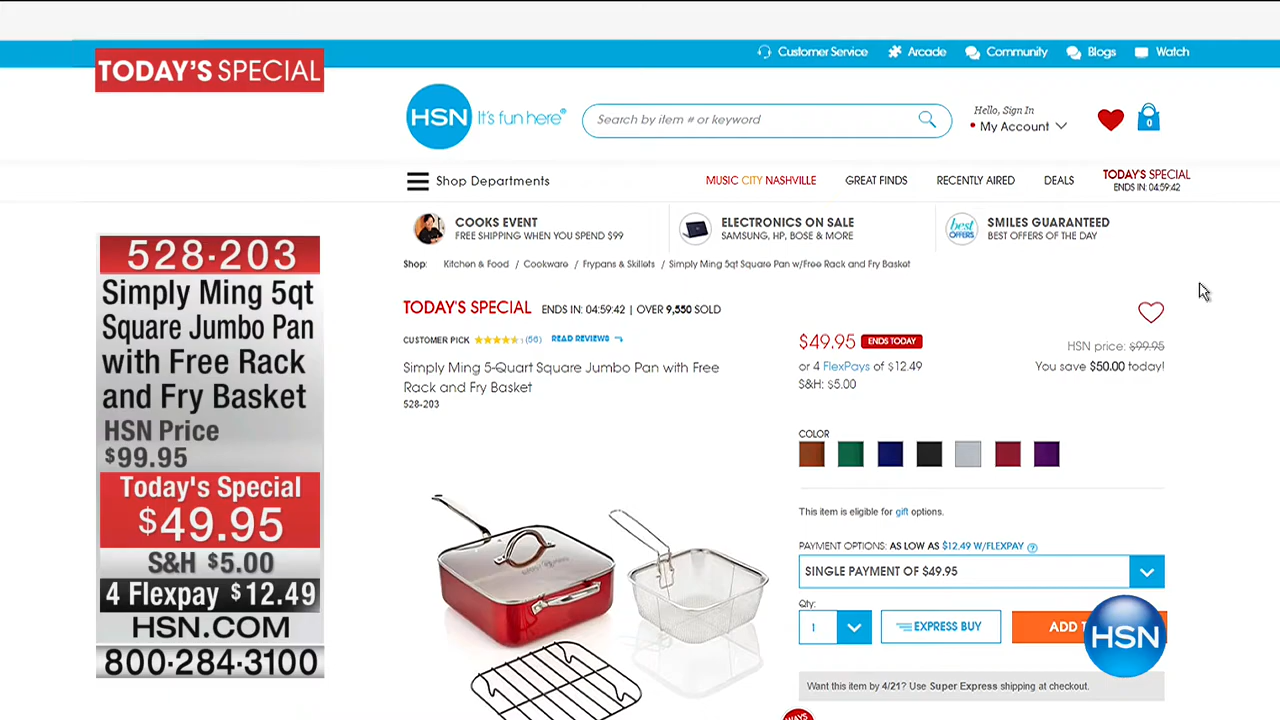 Customer Service
Arcade
Community
Blogs
Watch
TODAY'S SPECIAL
HSN It's fun here®
Search by item # or keyword
Hello, Sign In
My Account
0
Shop Departments
MUSIC CITY NASHVILLE
GREAT FINDS
RECENTLY AIRED
DEALS
TODAY'S SPECIAL
ENDS IN: 04:59:42
COOKS EVENT
FREE SHIPPING WHEN YOU SPEND $99
ELECTRONICS ON SALE
SAMSUNG, HP, BOSE & MORE
best OFFERS
SMILES GUARANTEED
BEST OFFERS OF THE DAY
528-203
Simply Ming 5qt
Square Jumbo Pan
with Free Rack
and Fry Basket
HSN Price
$99.95
Today's Special
$49.95
S&H $5.00
4 Flexpay $12.49
HSN.COM
800-284-3100
Shop: Kitchen & Food / Cookware / Frypans & Skillets / Simply Ming 5qt Square Pan w/Free Rack and Fry Basket
TODAY'S SPECIAL ENDS IN: 04:59:42 | OVER 9,550 SOLD
CUSTOMER PICK (56) READ REVIEWS
Simply Ming 5-Quart Square Jumbo Pan with Free
Rack and Fry Basket
528-203
$49.95 ENDS TODAY
or 4 FlexPays of $12.49
S&H: $5.00
HSN price: $99.95
You save $50.00 today!
COLOR
This item is eligible for gift options.
PAYMENT OPTIONS: AS LOW AS $12.49 W/FLEXPAY ?
SINGLE PAYMENT OF $49.95
Qty:
1
EXPRESS BUY
ADD
HSN
Want this item by 4/21? Use Super Express shipping at checkout.